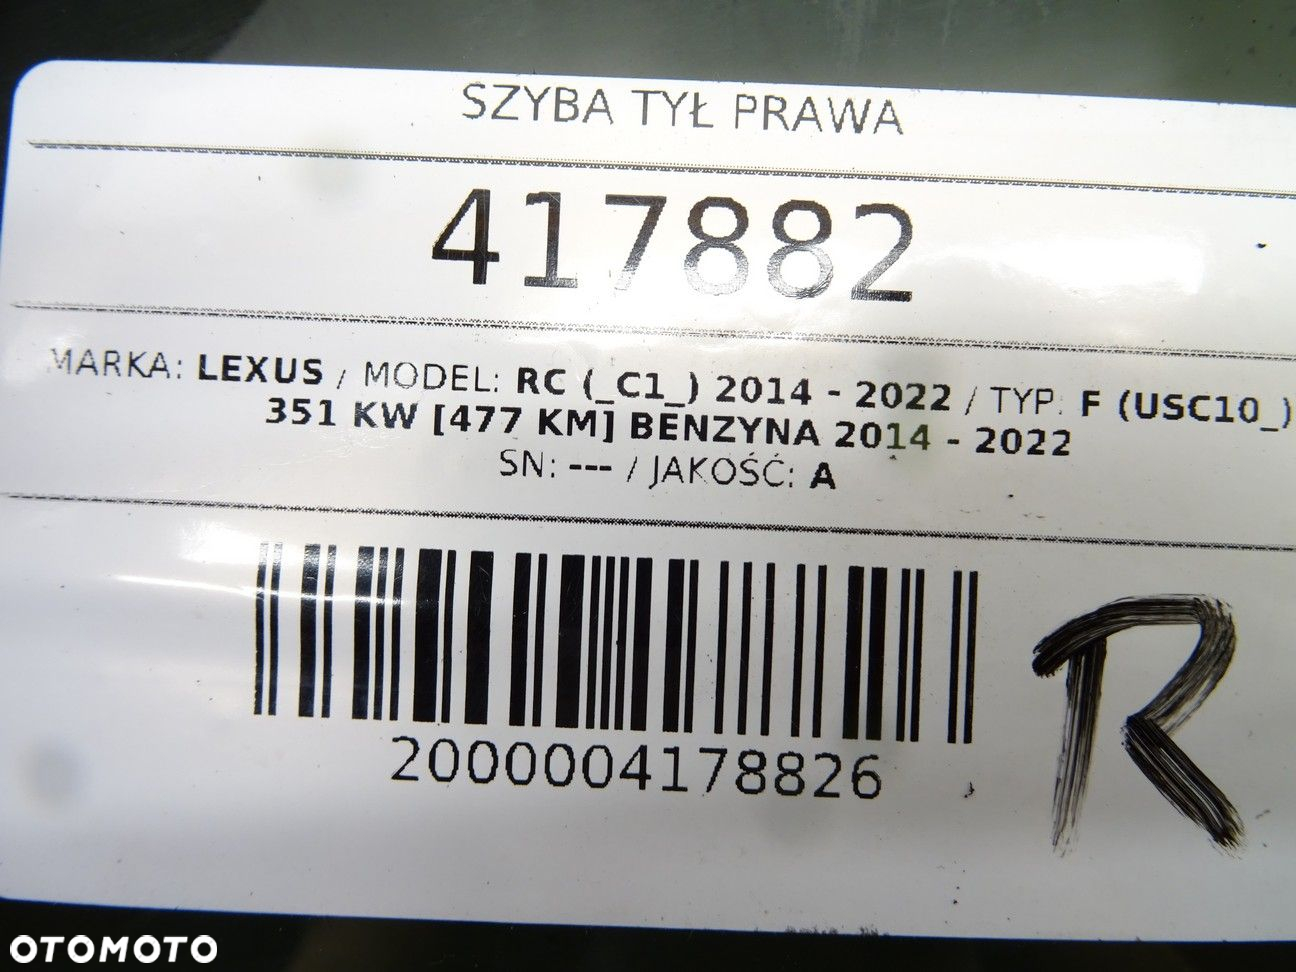 SZYBA TYŁ PRAWA
417882
MARKA: LEXUS / MODEL: RC (_C1_) 2014 - 2022 / TYP: F (USC10_)
351 KW [477 KM] BENZYNA 2014 - 2022
SN: --- / JAKOŚĆ: A
2000004178826
R
OTOMOTO